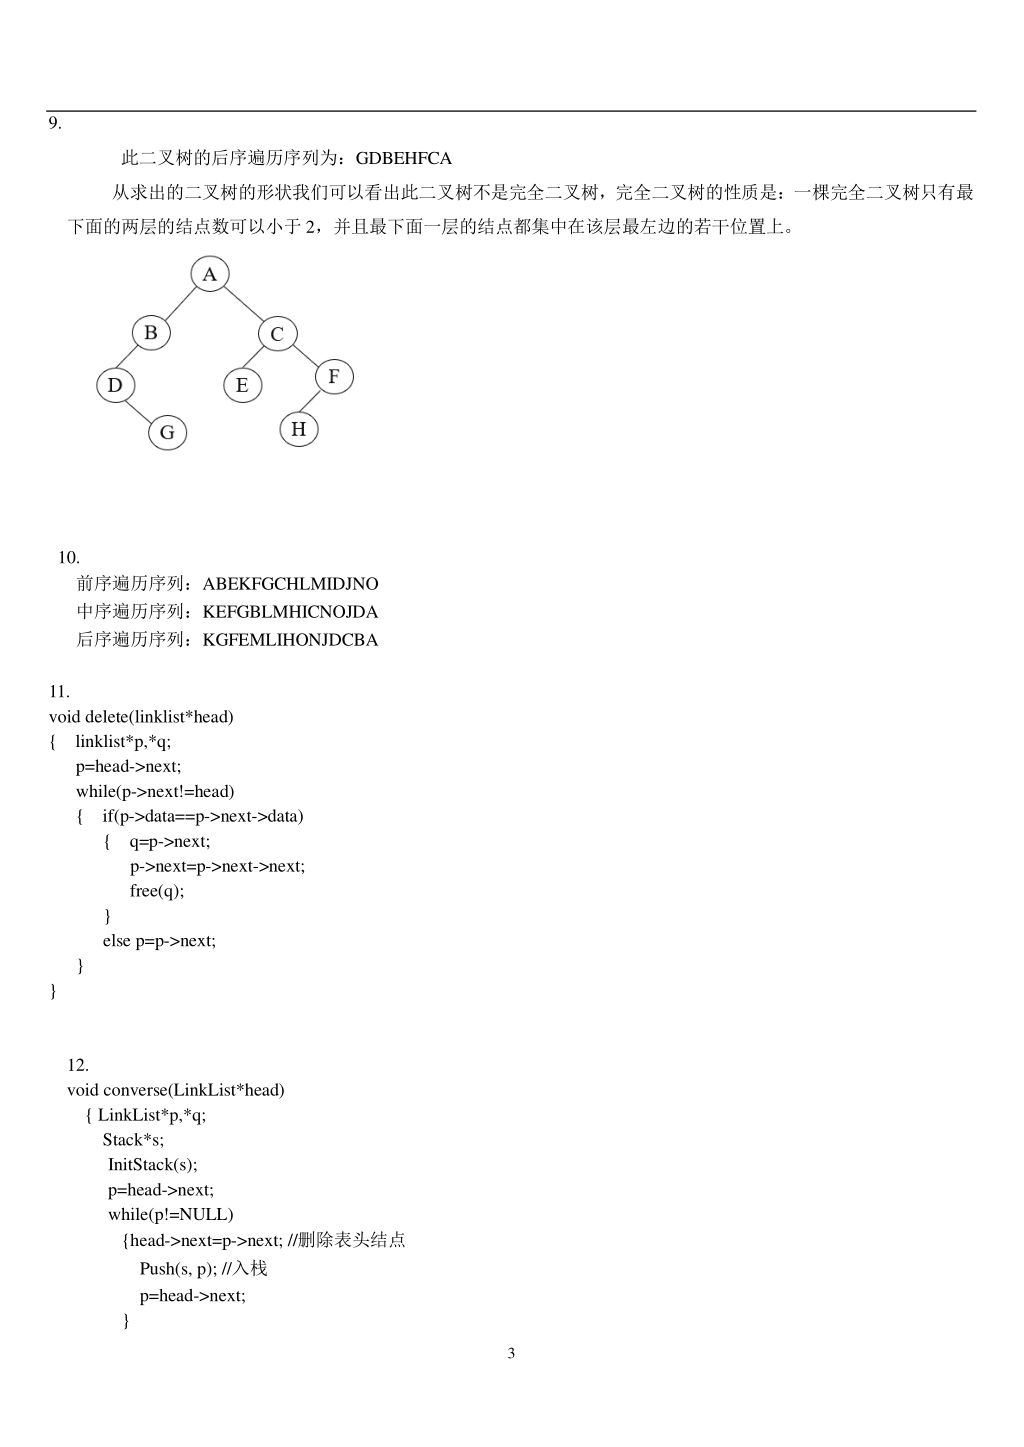 9.
此二叉树的后序遍历序列为：GDBEHFCA
从求出的二叉树的形状我们可以看出此二叉树不是完全二叉树，完全二叉树的性质是：一棵完全二叉树只有最
下面的两层的结点数可以小于 2，并且最下面一层的结点都集中在该层最左边的若干位置上。
A
B
C
D
E
F
G
H
10.
前序遍历序列：ABEKFGCHLMIDJNO
中序遍历序列：KEFGBLMHICNOJDA
后序遍历序列：KGFEMLIHONJDCBA
11.
void delete(linklist*head)
{ linklist*p,*q;
p=head->next;
while(p->next!=head)
{ if(p->data==p->next->data)
{ q=p->next;
p->next=p->next->next;
free(q);
}
else p=p->next;
}
}
12.
void converse(LinkList*head)
{ LinkList*p,*q;
Stack*s;
InitStack(s);
p=head->next;
while(p!=NULL)
{head->next=p->next; //删除表头结点
Push(s, p); //入栈
p=head->next;
}
3